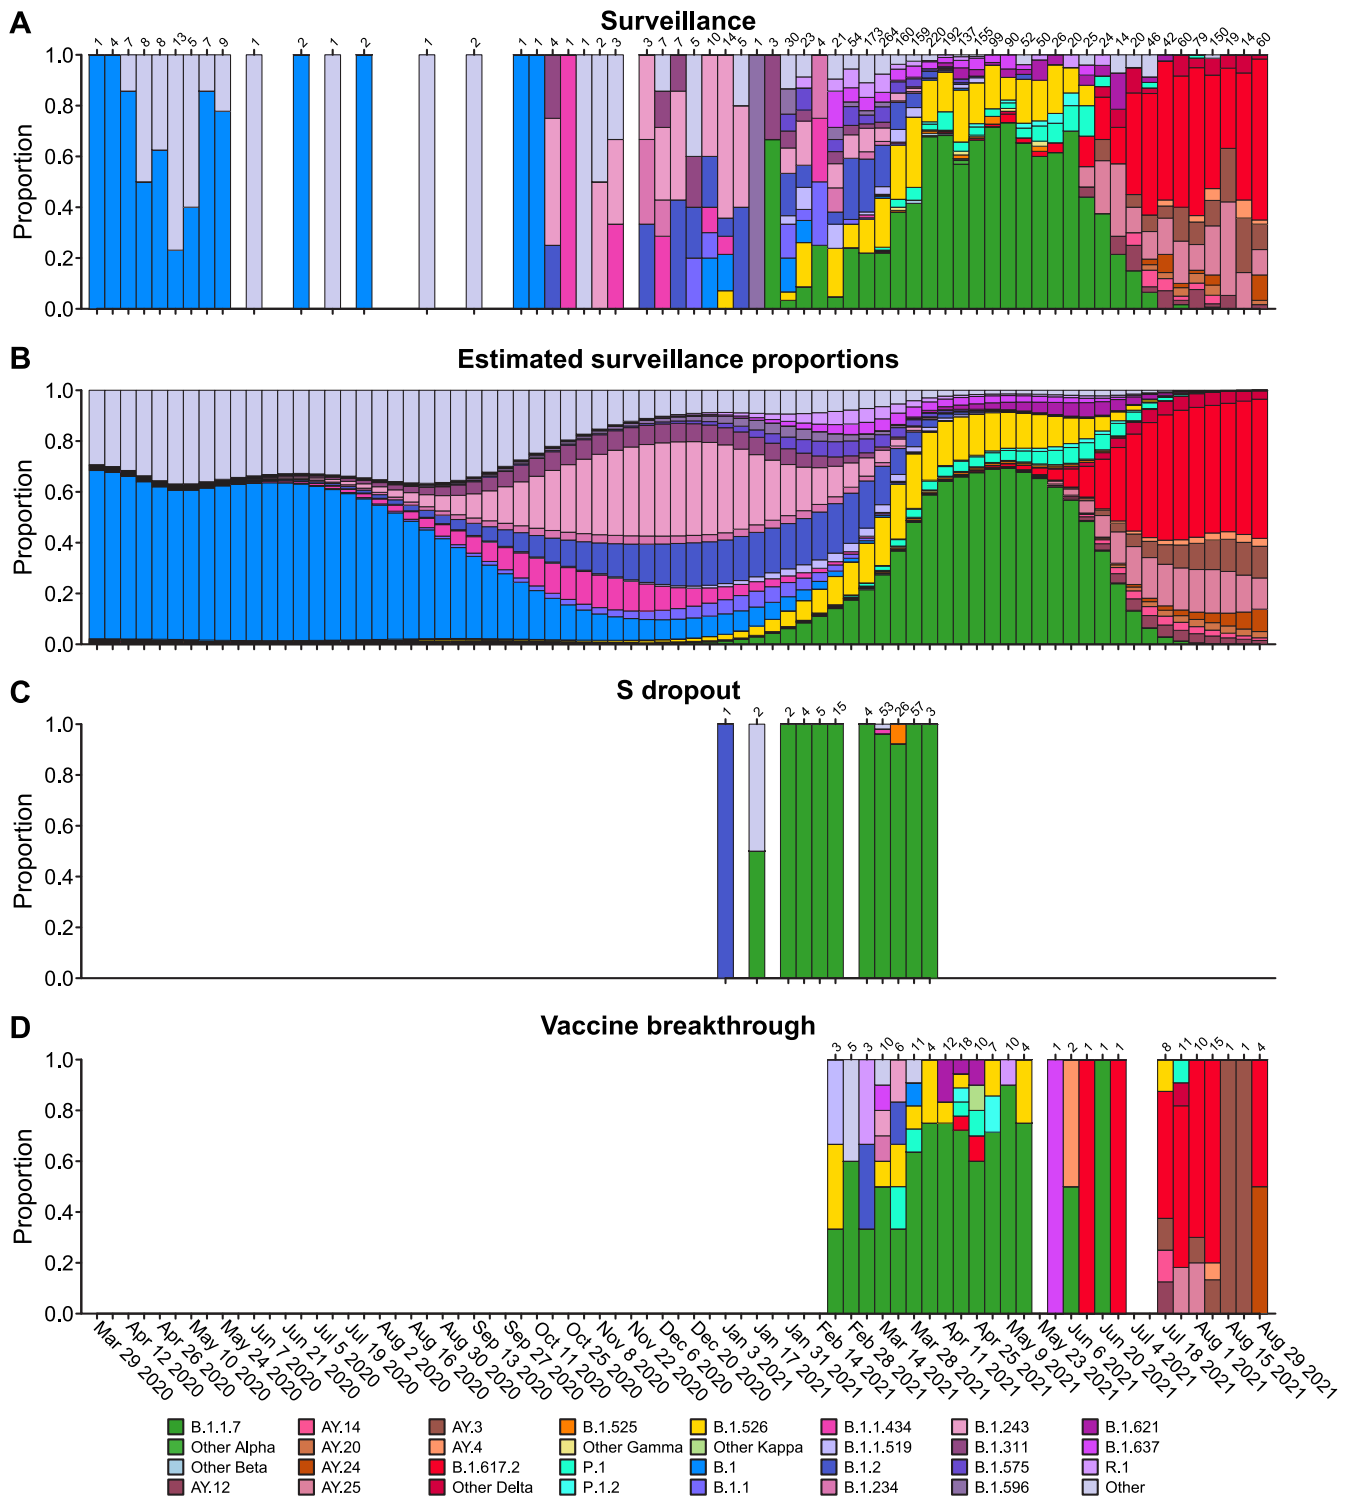 A
Surveillance
1 4 7 8 8 13 5 7 9 1 2 1 2 1 2 1 1 4 1 1 2 3 3 7 7 5 10 14 5 1 3 30 23 4 21 54 173 264 160 159 220 192 137 155 99 90 52 50 26 20 25 24 14 20 46 42 60 79 150 19 14 60
Proportion
1.0
0.8
0.6
0.4
0.2
0.0
B
Estimated surveillance proportions
Proportion
1.0
0.8
0.6
0.4
0.2
0.0
C
S dropout
1 2 2 4 5 15 4 53 26 57 3
Proportion
1.0
0.8
0.6
0.4
0.2
0.0
D
Vaccine breakthrough
3 5 3 10 6 11 4 12 18 10 7 10 4 1 2 1 1 1 8 11 10 15 1 1 4
Proportion
1.0
0.8
0.6
0.4
0.2
0.0
Mar 29 2020
Apr 12 2020
Apr 26 2020
May 10 2020
May 24 2020
Jun 7 2020
Jun 21 2020
Jul 5 2020
Jul 19 2020
Aug 2 2020
Aug 16 2020
Aug 30 2020
Sep 13 2020
Sep 27 2020
Oct 11 2020
Oct 25 2020
Nov 8 2020
Nov 22 2020
Dec 6 2020
Dec 20 2020
Jan 3 2021
Jan 17 2021
Jan 31 2021
Feb 14 2021
Feb 28 2021
Mar 14 2021
Mar 28 2021
Apr 11 2021
Apr 25 2021
May 9 2021
May 23 2021
Jun 6 2021
Jun 20 2021
Jul 4 2021
Jul 18 2021
Aug 1 2021
Aug 15 2021
Aug 29 2021
B.1.1.7
Other Alpha
Other Beta
AY.12
AY.14
AY.20
AY.24
AY.25
AY.3
AY.4
B.1.617.2
Other Delta
B.1.525
Other Gamma
P.1
P.1.2
B.1.526
Other Kappa
B.1
B.1.1
B.1.1.434
B.1.1.519
B.1.2
B.1.234
B.1.243
B.1.311
B.1.575
B.1.596
B.1.621
B.1.637
R.1
Other